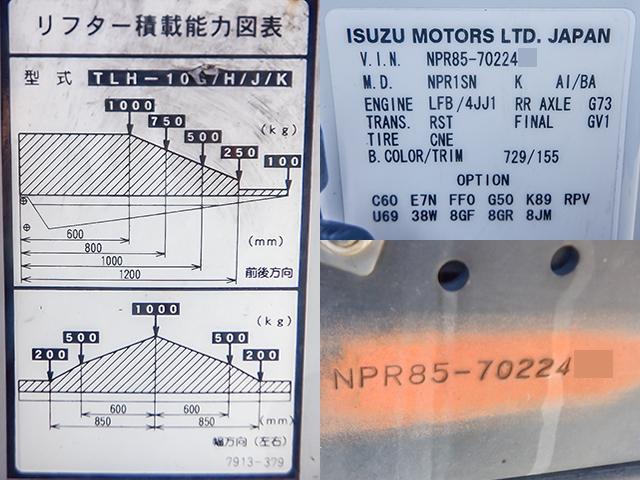 リフター積載能力図表
型式 TLH-10G/H/J/K
1000
750
500
250
100
(kg)
600
800
1000
1200
(mm)
前後方向
1000
(kg)
500
500
200
200
600
600
850
850
(mm)
幅方向(左右)
7913-379
ISUZU MOTORS LTD. JAPAN
V.I.N. NPR85-70224
M.D. NPR1SN K AI/BA
ENGINE LFB/4JJ1 RR AXLE G73
TRANS. RST FINAL GV1
TIRE CNE
B.COLOR/TRIM 729/155
OPTION
C60 E7N FF0 G50 K89 RPV
U69 38W 8GF 8GR 8JM
NPR85-70224